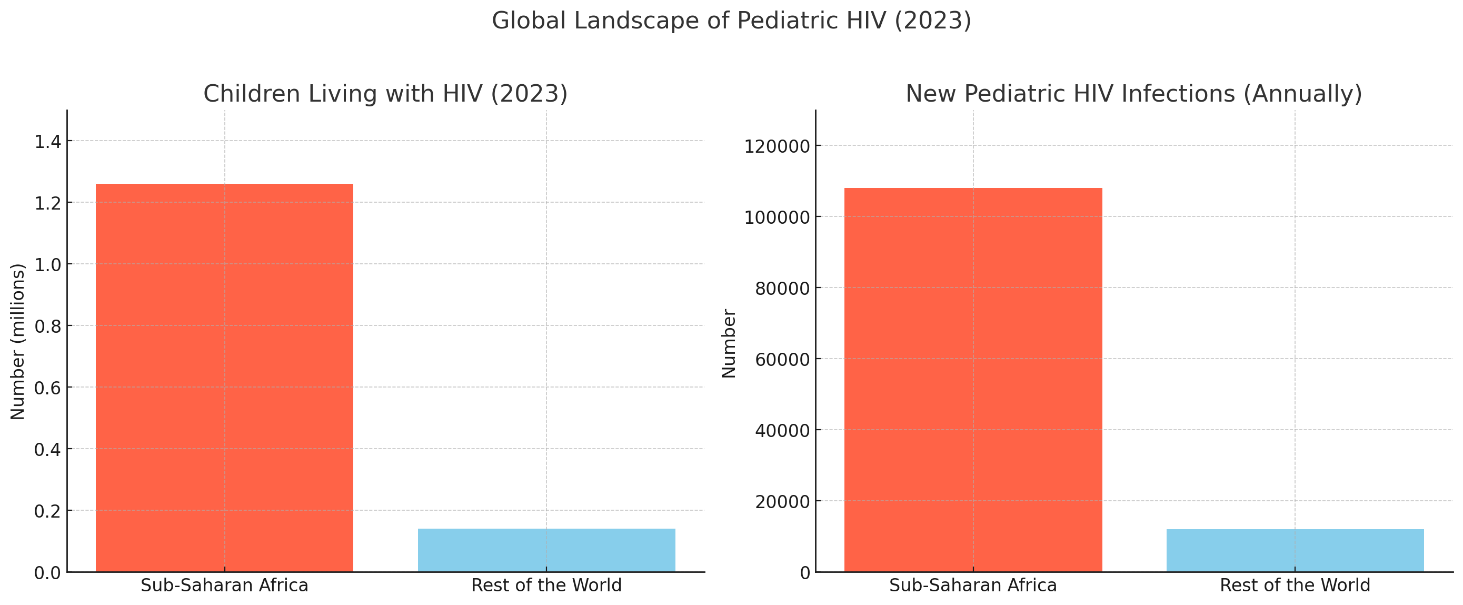 Global Landscape of Pediatric HIV (2023)
Children Living with HIV (2023)
Number (millions)
1.4
1.2
1.0
0.8
0.6
0.4
0.2
0.0
Sub-Saharan Africa
Rest of the World
New Pediatric HIV Infections (Annually)
Number
120000
100000
80000
60000
40000
20000
0
Sub-Saharan Africa
Rest of the World